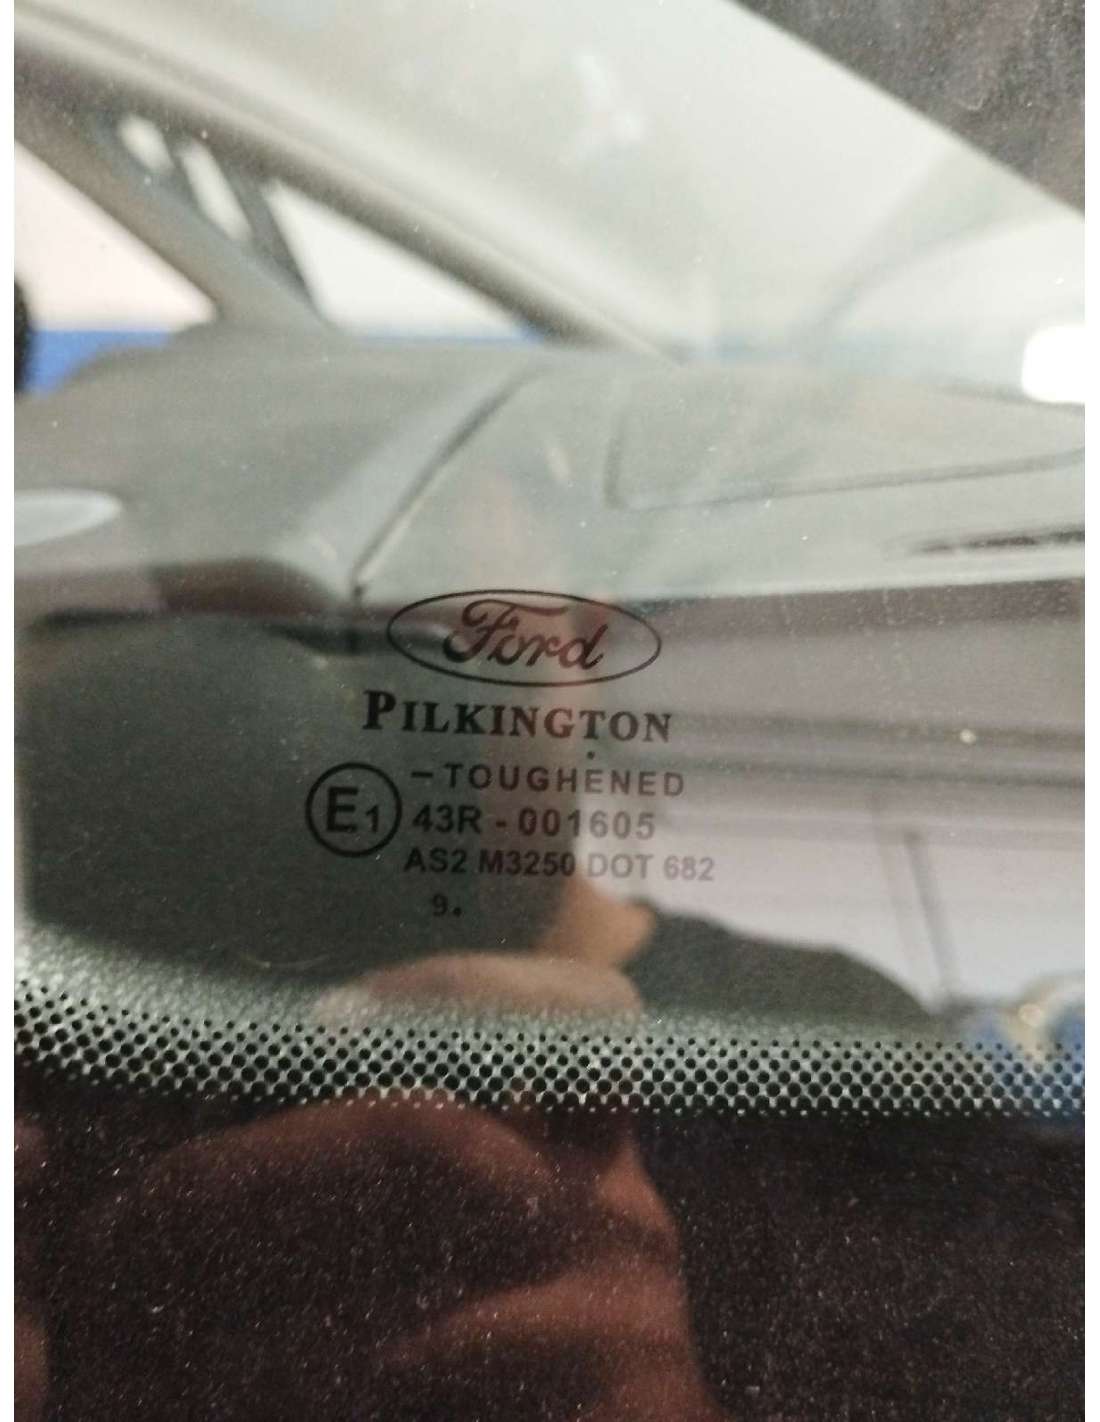 Ford
PILKINGTON
- TOUGHENED
E1 43R - 001605
AS2 M3250 DOT 682
9.